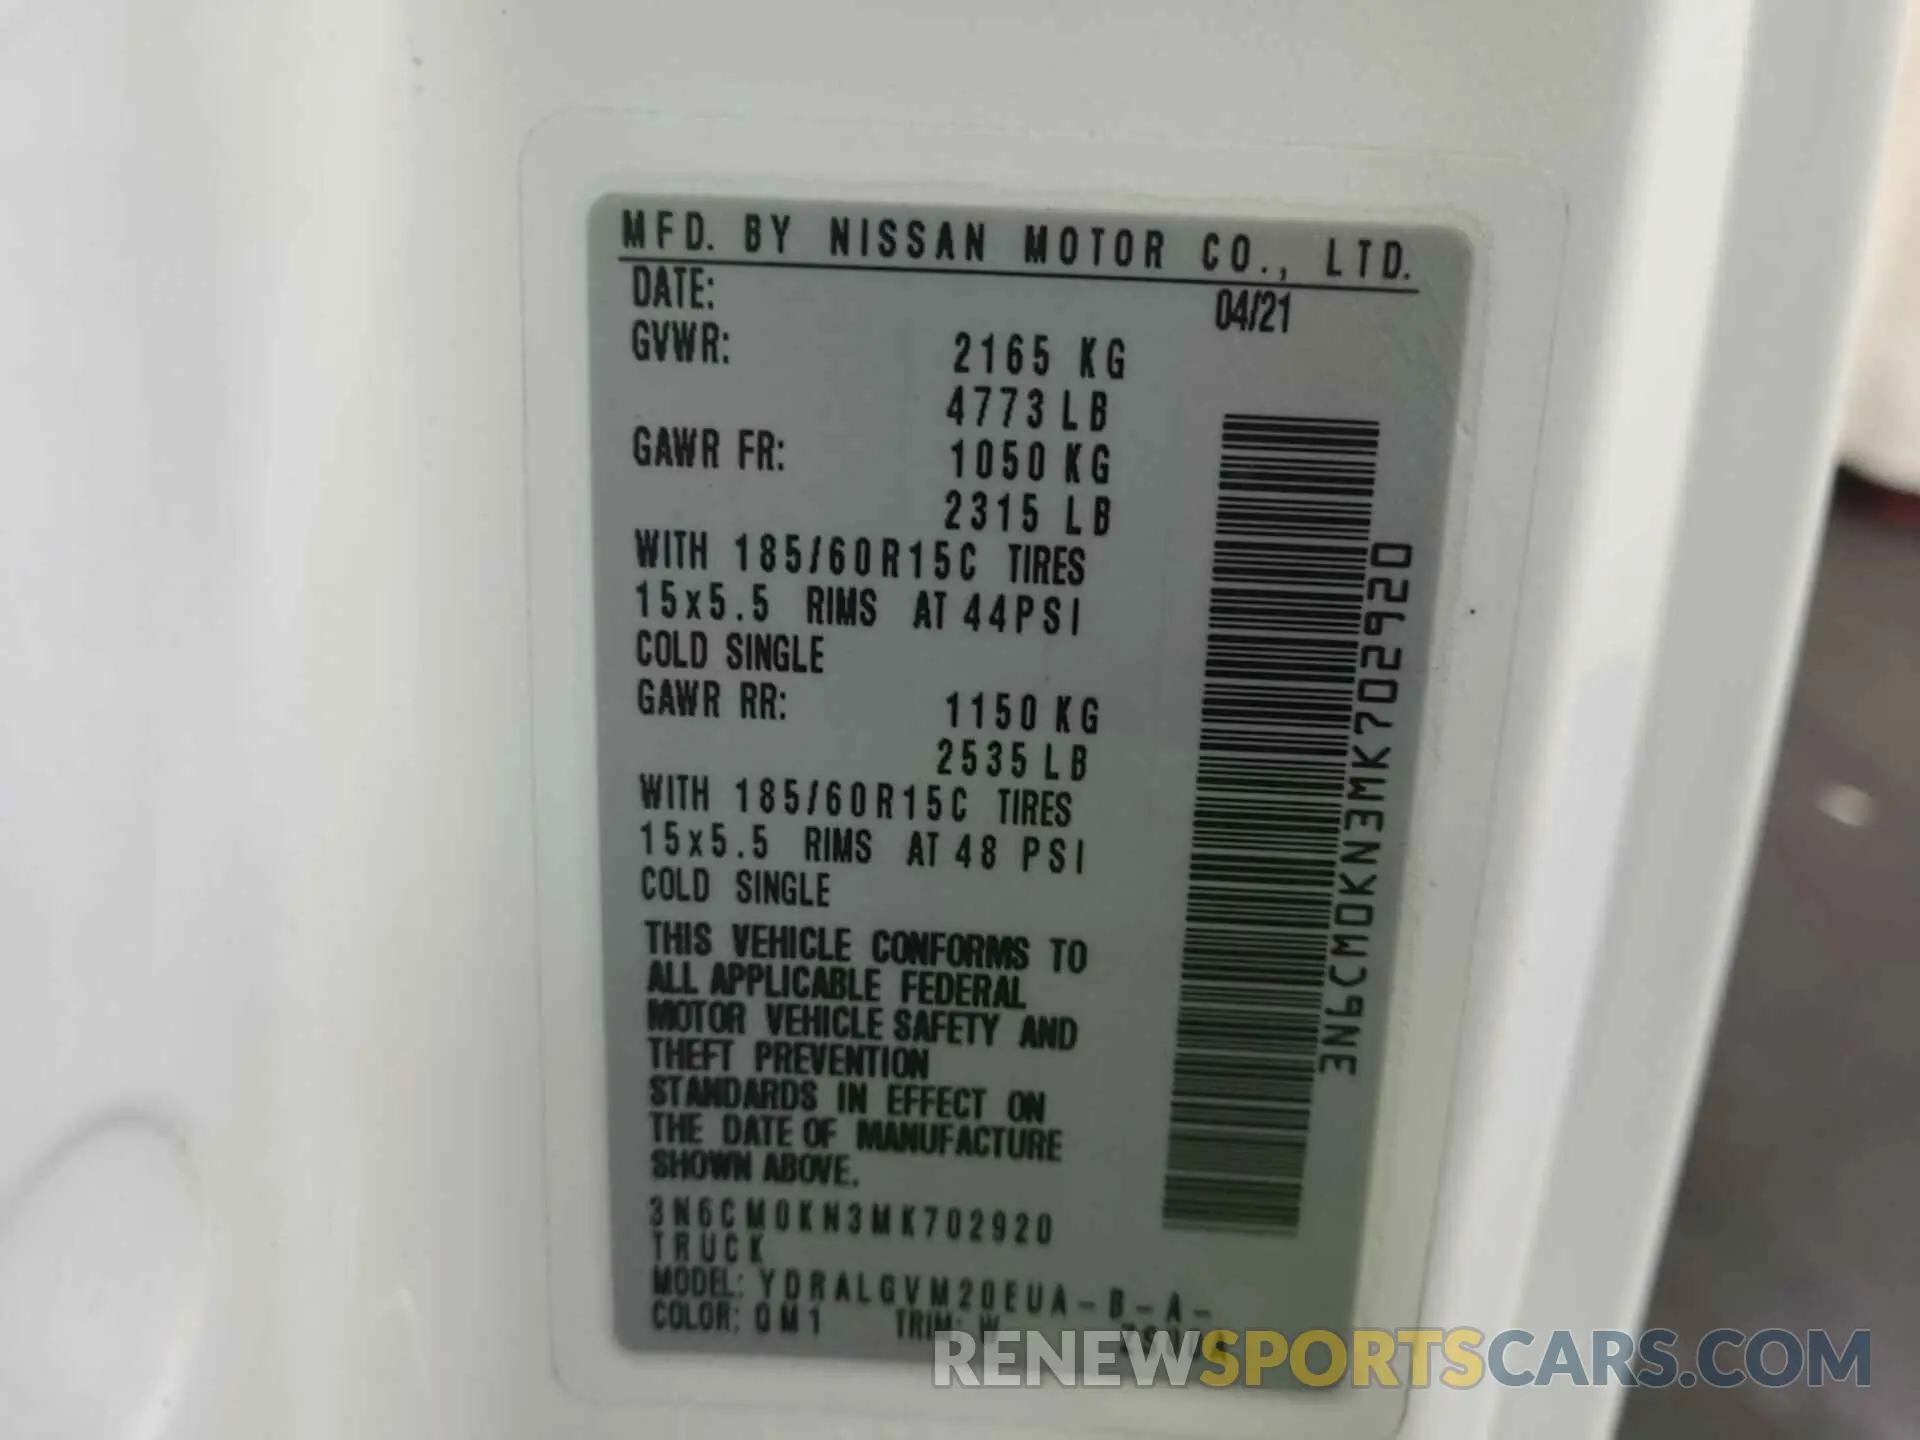 MFD. BY NISSAN MOTOR CO., LTD.
DATE: 04/21
GVWR: 2165 KG
4773 LB
GAWR FR: 1050 KG
2315 LB
WITH 185/60R15C TIRES
15x5.5 RIMS AT 44PSI
COLD SINGLE
GAWR RR: 1150 KG
2535 LB
WITH 185/60R15C TIRES
15x5.5 RIMS AT 48 PSI
COLD SINGLE
THIS VEHICLE CONFORMS TO
ALL APPLICABLE FEDERAL
MOTOR VEHICLE SAFETY AND
THEFT PREVENTION
STANDARDS IN EFFECT ON
THE DATE OF MANUFACTURE
SHOWN ABOVE.
3N6CM0KN3MK702920
TRUCK
MODEL: YDRALGVM20EUA-B-A-
COLOR: QM1 TRIM: W
3N6CM0KN3MK702920
RENEWSPORTSCARS.COM